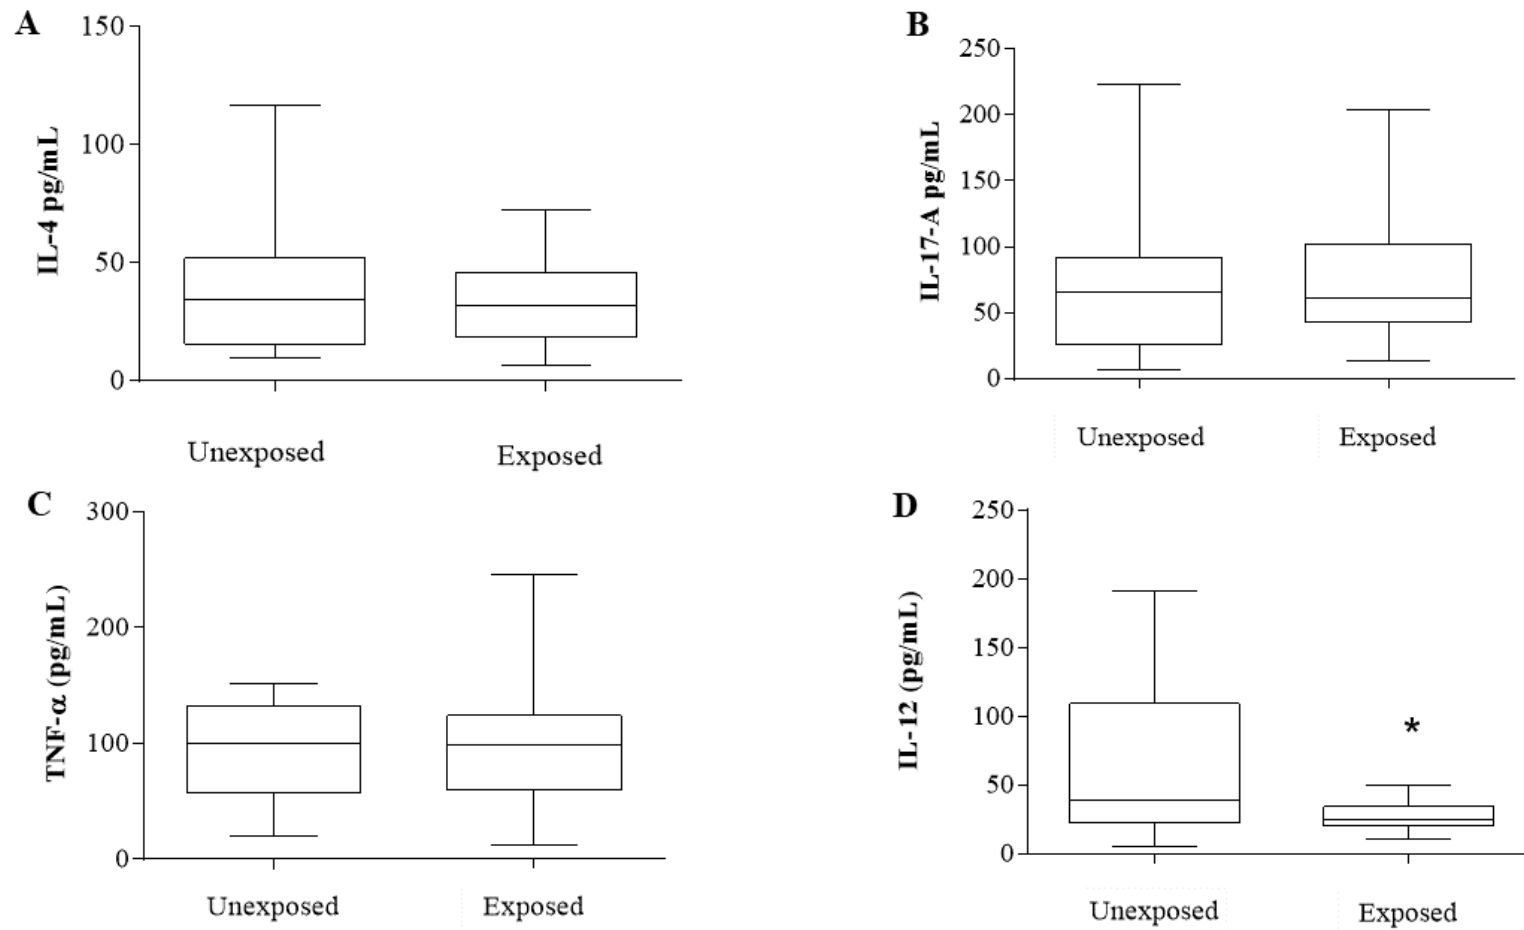 A
IL-4 pg/mL
150
100
50
0
Unexposed
Exposed
B
IL-17-A pg/mL
250
200
150
100
50
0
Unexposed
Exposed
C
TNF-α (pg/mL)
300
200
100
0
Unexposed
Exposed
D
IL-12 (pg/mL)
250
200
150
100
50
0
*
Unexposed
Exposed